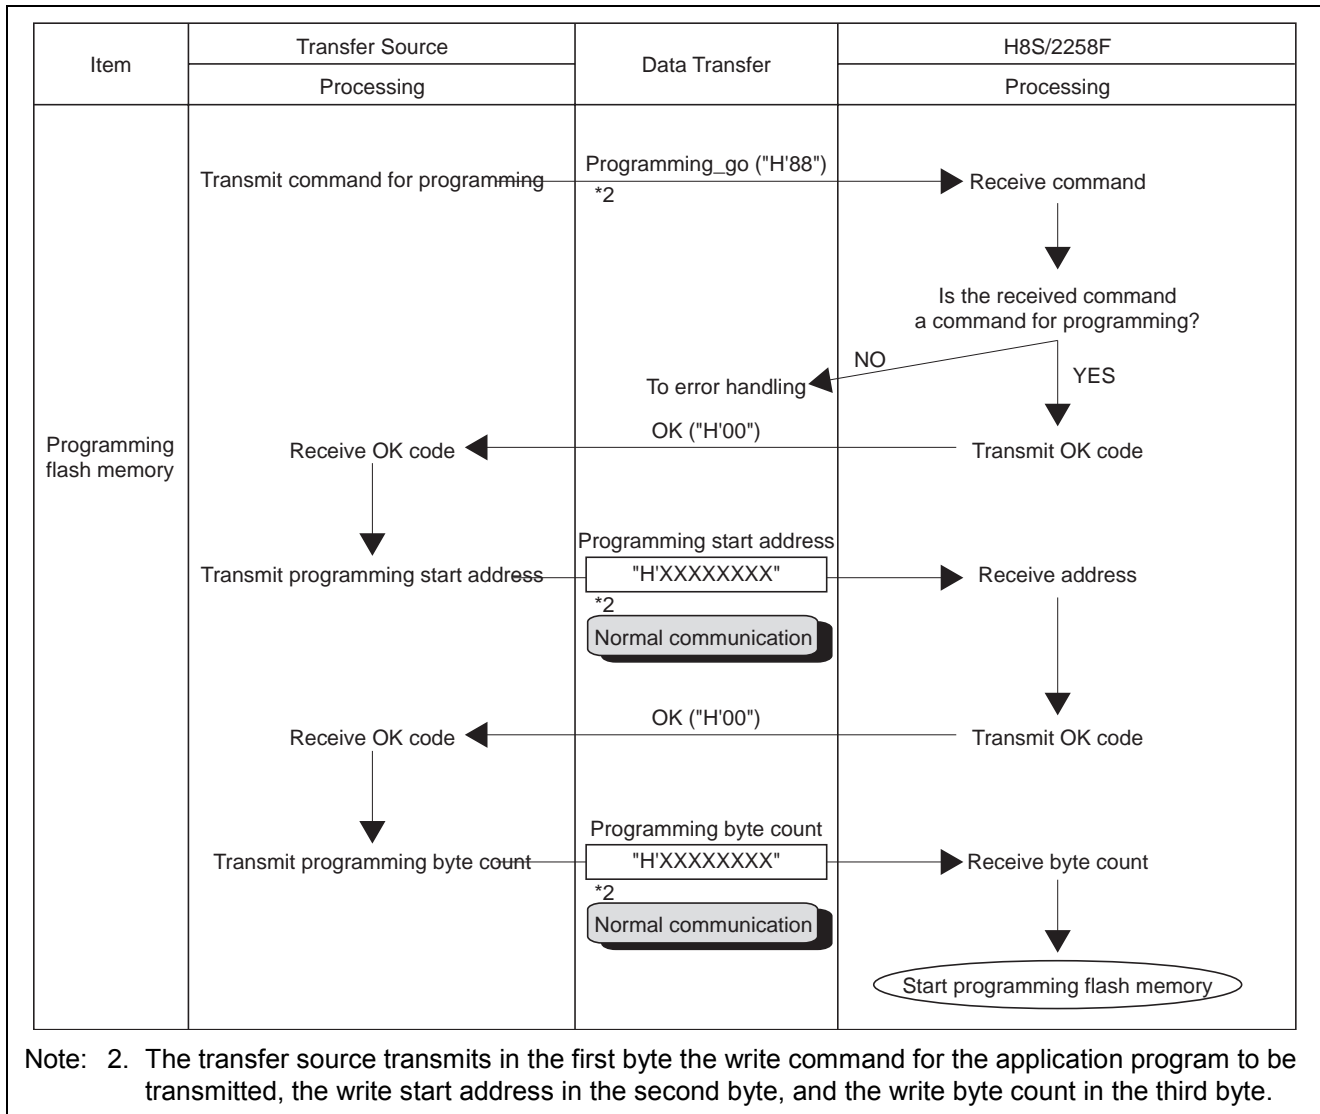 Item
Transfer Source
Data Transfer
H8S/2258F
Processing
Processing
Transmit command for programming
Programming_go ("H'88")
*2
Receive command
Is the received command
a command for programming?
NO
YES
To error handling
Programming
flash memory
Receive OK code
OK ("H'00")
Transmit OK code
Programming start address
Transmit programming start address
"H'XXXXXXXX"
Receive address
*2
Normal communication
Receive OK code
OK ("H'00")
Transmit OK code
Programming byte count
Transmit programming byte count
"H'XXXXXXXX"
Receive byte count
*2
Normal communication
Start programming flash memory
Note: 2. The transfer source transmits in the first byte the write command for the application program to be
transmitted, the write start address in the second byte, and the write byte count in the third byte.